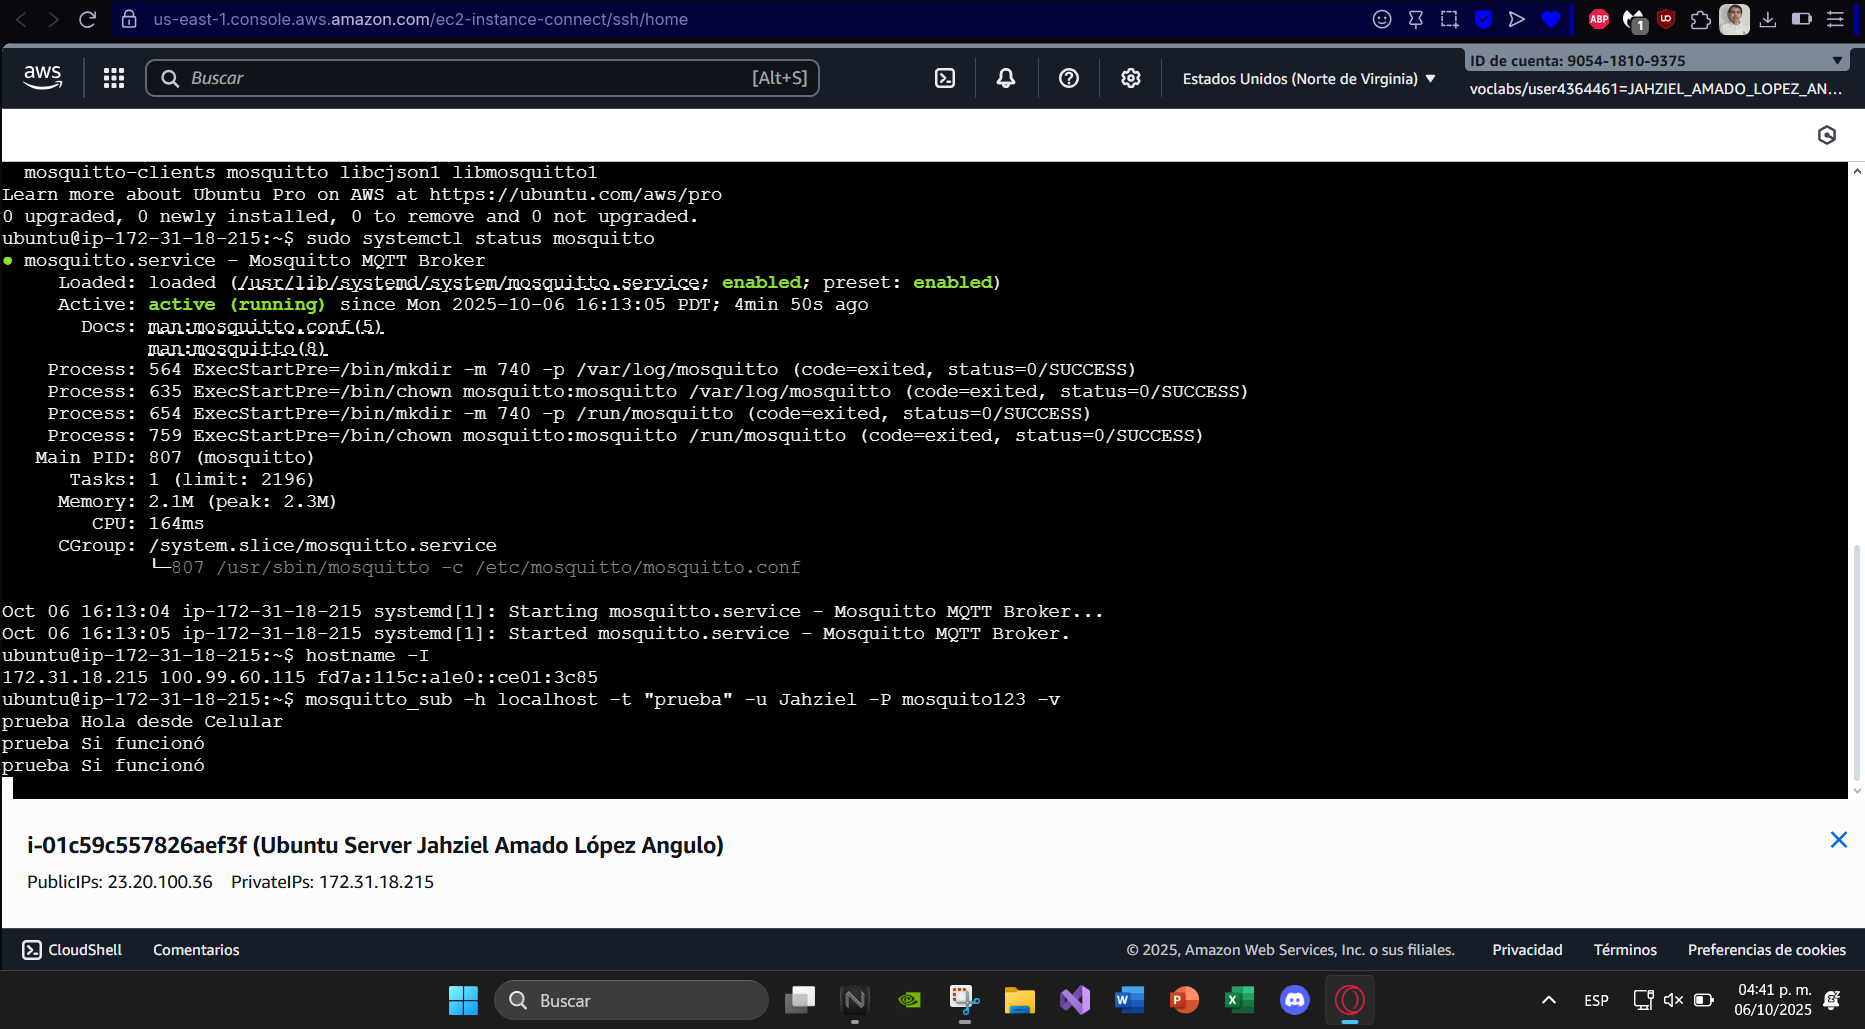 us-east-1.console.aws.amazon.com/ec2-instance-connect/ssh/home
ABP
1
aws
Buscar
[Alt+S]
Estados Unidos (Norte de Virginia)
ID de cuenta: 9054-1810-9375
voclabs/user4364461=JAHZIEL_AMADO_LOPEZ_AN...
mosquitto-clients mosquitto libcjson1 libmosquitto1
Learn more about Ubuntu Pro on AWS at https://ubuntu.com/aws/pro
0 upgraded, 0 newly installed, 0 to remove and 0 not upgraded.
ubuntu@ip-172-31-18-215:~$ sudo systemctl status mosquitto
● mosquitto.service - Mosquitto MQTT Broker
Loaded: loaded (/usr/lib/systemd/system/mosquitto.service; enabled; preset: enabled)
Active: active (running) since Mon 2025-10-06 16:13:05 PDT; 4min 50s ago
Docs: man:mosquitto.conf(5)
man:mosquitto(8)
Process: 564 ExecStartPre=/bin/mkdir -m 740 -p /var/log/mosquitto (code=exited, status=0/SUCCESS)
Process: 635 ExecStartPre=/bin/chown mosquitto:mosquitto /var/log/mosquitto (code=exited, status=0/SUCCESS)
Process: 654 ExecStartPre=/bin/mkdir -m 740 -p /run/mosquitto (code=exited, status=0/SUCCESS)
Process: 759 ExecStartPre=/bin/chown mosquitto:mosquitto /run/mosquitto (code=exited, status=0/SUCCESS)
Main PID: 807 (mosquitto)
Tasks: 1 (limit: 2196)
Memory: 2.1M (peak: 2.3M)
CPU: 164ms
CGroup: /system.slice/mosquitto.service
└─807 /usr/sbin/mosquitto -c /etc/mosquitto/mosquitto.conf
Oct 06 16:13:04 ip-172-31-18-215 systemd[1]: Starting mosquitto.service - Mosquitto MQTT Broker...
Oct 06 16:13:05 ip-172-31-18-215 systemd[1]: Started mosquitto.service - Mosquitto MQTT Broker.
ubuntu@ip-172-31-18-215:~$ hostname -I
172.31.18.215 100.99.60.115 fd7a:115c:a1e0::ce01:3c85
ubuntu@ip-172-31-18-215:~$ mosquitto_sub -h localhost -t "prueba" -u Jahziel -P mosquito123 -v
prueba Hola desde Celular
prueba Si funcionó
prueba Si funcionó
i-01c59c557826aef3f (Ubuntu Server Jahziel Amado López Angulo)
PublicIPs: 23.20.100.36 PrivateIPs: 172.31.18.215
CloudShell
Comentarios
© 2025, Amazon Web Services, Inc. o sus filiales.
Privacidad
Términos
Preferencias de cookies
Buscar
ESP
04:41 p. m.
06/10/2025